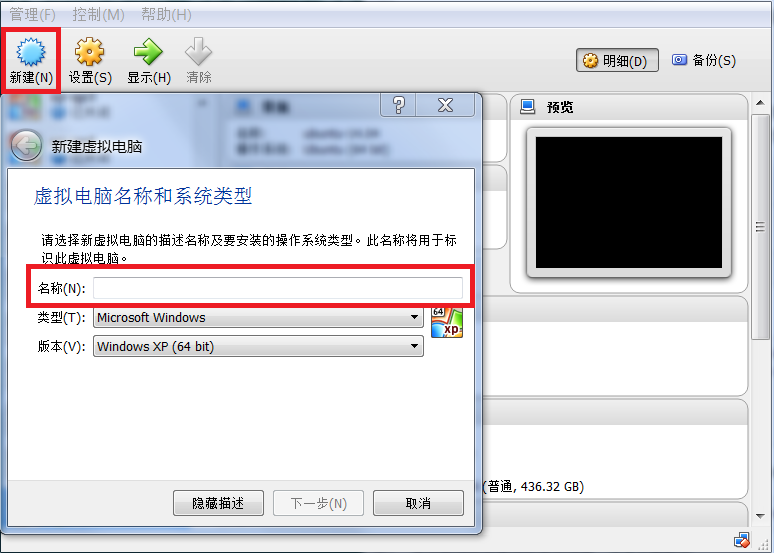 管理(F) 控制(M) 帮助(H)
新建(N) 设置(S) 显示(H) 清除 明细(D) 备份(S)
预览
新建虚拟电脑
虚拟电脑名称和系统类型
请选择新虚拟电脑的描述名称及要安装的操作系统类型。此名称将用于标
识此虚拟电脑。
名称(N):
类型(T): Microsoft Windows
64
xp
版本(V): Windows XP (64 bit)
(普通, 436.32 GB)
隐藏描述 下一步(N) 取消